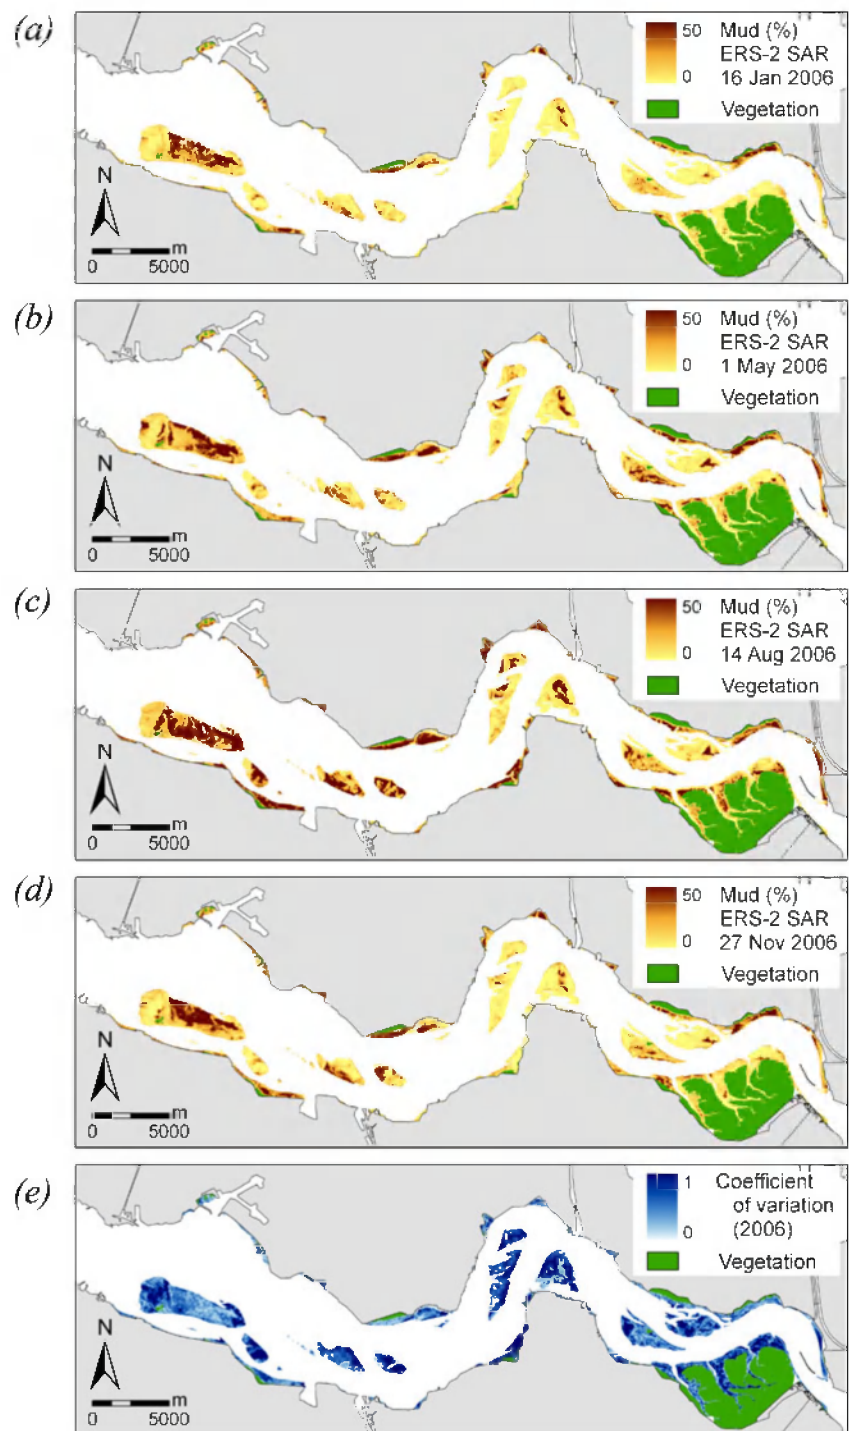 (a)
50 Mud (%)
ERS-2 SAR
0 16 Jan 2006
Vegetation
N
m
0 5000
(b)
50 Mud (%)
ERS-2 SAR
0 1 May 2006
Vegetation
N
m
0 5000
(c)
50 Mud (%)
ERS-2 SAR
0 14 Aug 2006
Vegetation
N
m
0 5000
(d)
50 Mud (%)
ERS-2 SAR
0 27 Nov 2006
Vegetation
N
m
0 5000
(e)
1 Coefficient
of variation
0 (2006)
Vegetation
N
m
0 5000